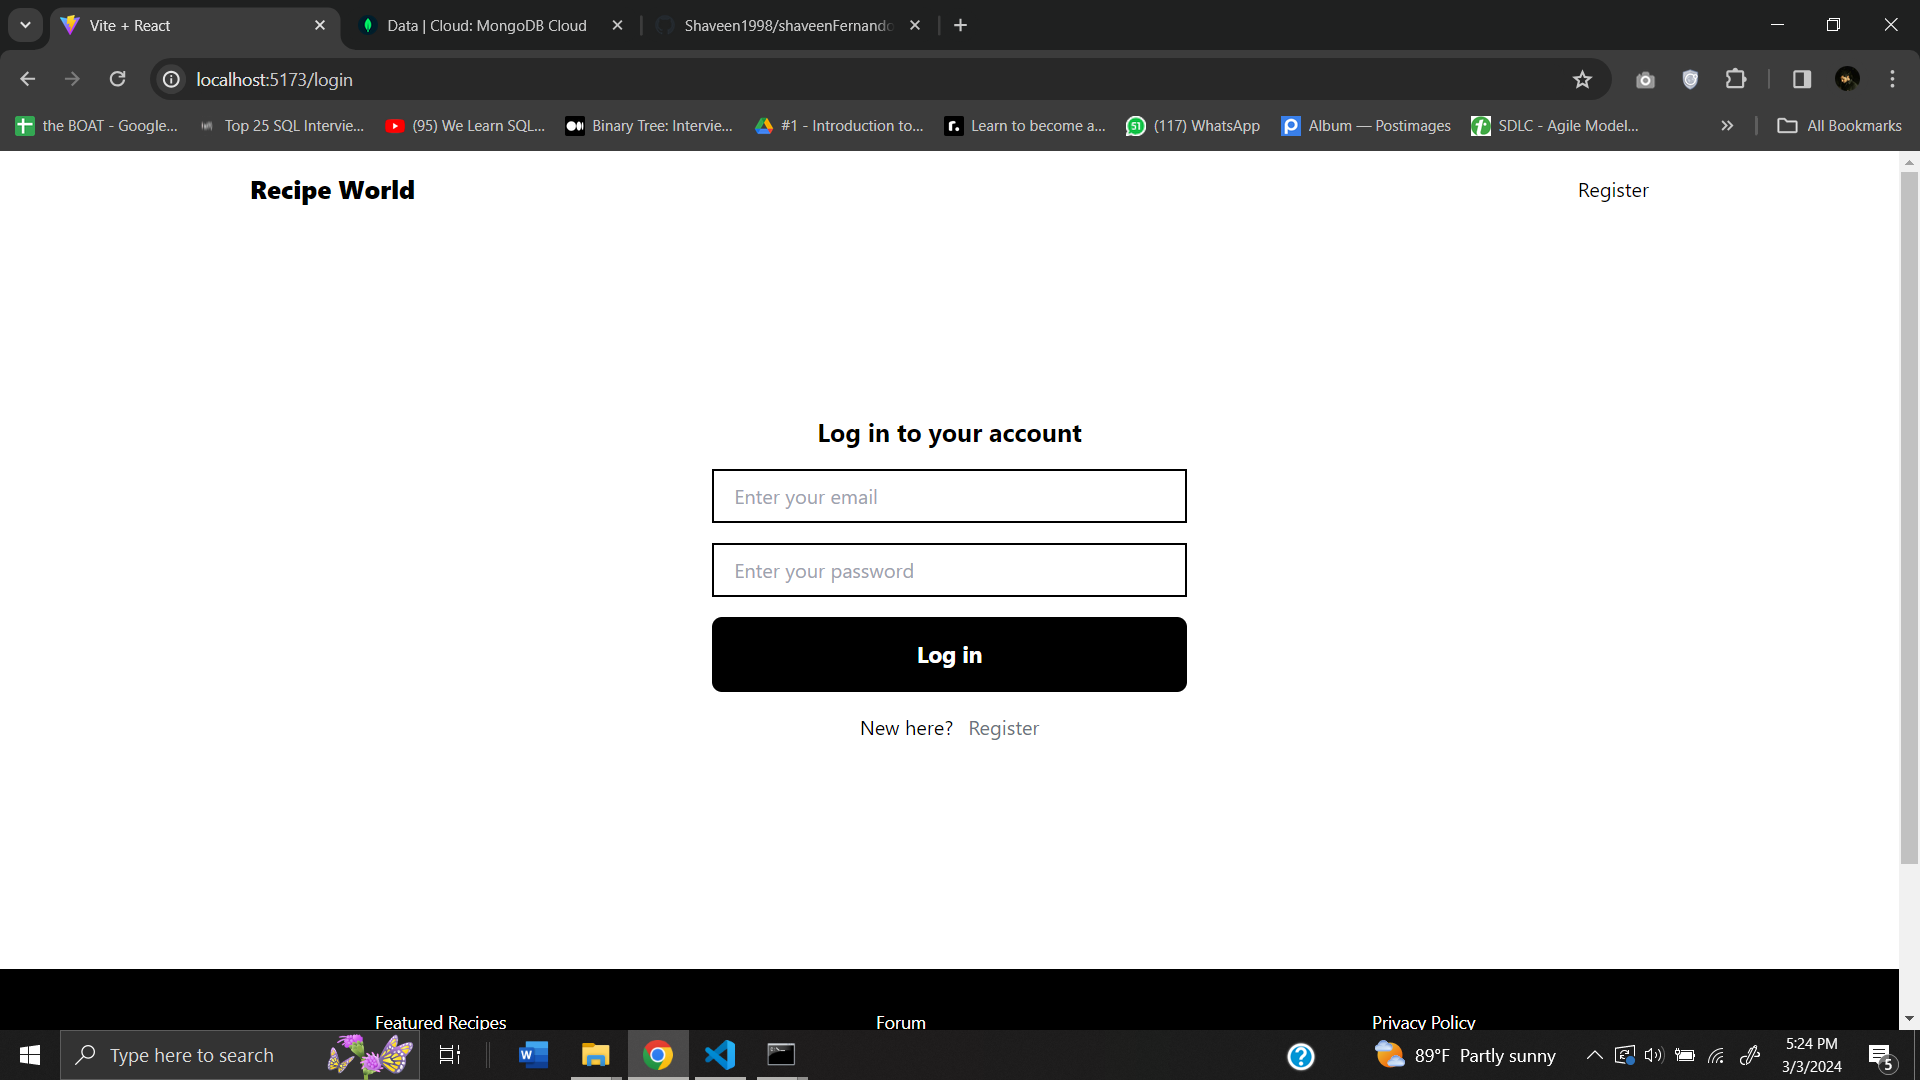 Vite + React
Data | Cloud: MongoDB Cloud
Shaveen1998/shaveenFernando
localhost:5173/login
the BOAT - Google...
Top 25 SQL Intervie...
(95) We Learn SQL...
Binary Tree: Intervie...
#1 - Introduction to...
r.
Learn to become a...
51
(117) WhatsApp
P
Album — Postimages
SDLC - Agile Model...
All Bookmarks
Recipe World
Register
Log in to your account
Enter your email
Enter your password
Log in
New here? Register
Featured Recipes
Forum
Privacy Policy
Type here to search
W
?
89°F Partly sunny
5:24 PM
3/3/2024
5